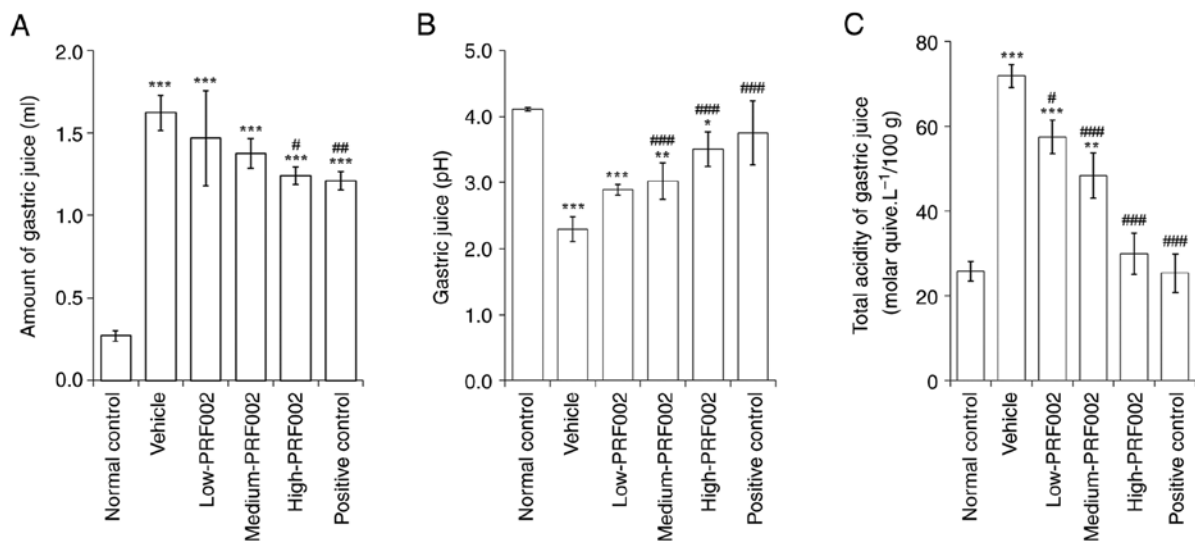 A
Amount of gastric juice (ml)
2.0
1.5
1.0
0.5
0.0
***
***
***
#
***
##
***
Normal control
Vehicle
Low-PRF002
Medium-PRF002
High-PRF002
Positive control
B
Gastric juice (pH)
5.0
4.0
3.0
2.0
1.0
0.0
***
***
###
**
###
*
###
Normal control
Vehicle
Low-PRF002
Medium-PRF002
High-PRF002
Positive control
C
Total acidity of gastric juice
(molar quive.L⁻¹/100 g)
80
60
40
20
0
***
#
***
###
**
###
###
Normal control
Vehicle
Low-PRF002
Medium-PRF002
High-PRF002
Positive control